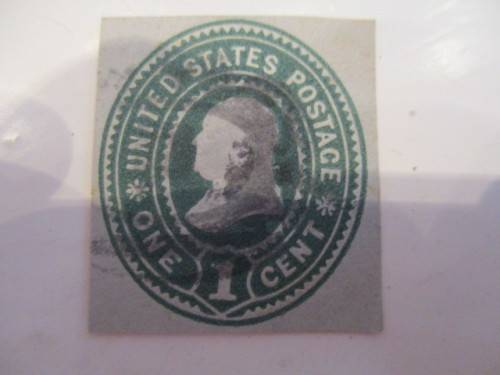 UNITED STATES POSTAGE
ONE 1 CENT